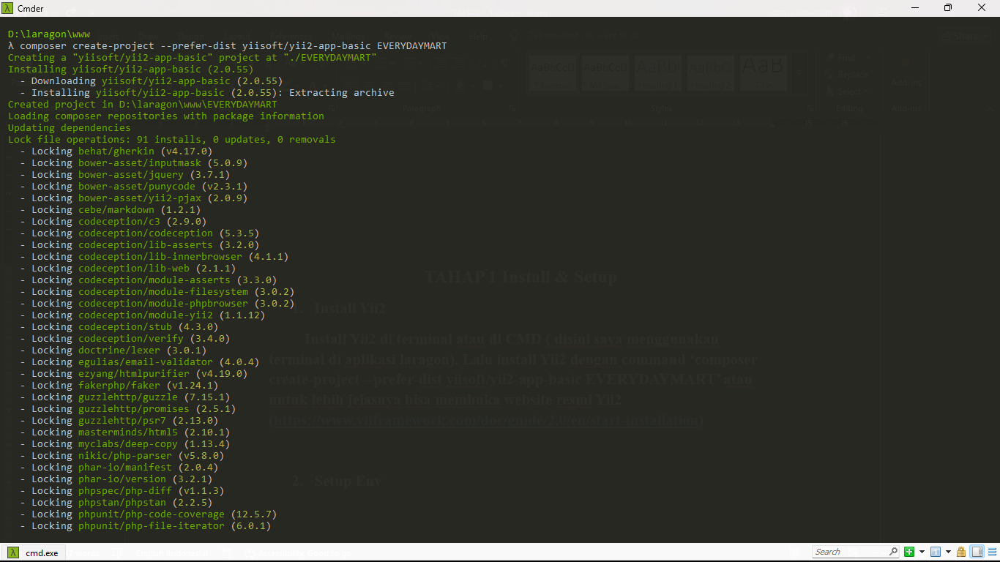 Cmder
D:\laragon\www
λ composer create-project --prefer-dist yiisoft/yii2-app-basic EVERYDAYMART
Creating a "yiisoft/yii2-app-basic" project at "./EVERYDAYMART"
Installing yiisoft/yii2-app-basic (2.0.55)
  - Downloading yiisoft/yii2-app-basic (2.0.55)
  - Installing yiisoft/yii2-app-basic (2.0.55): Extracting archive
Created project in D:\laragon\www\EVERYDAYMART
Loading composer repositories with package information
Updating dependencies
Lock file operations: 91 installs, 0 updates, 0 removals
  - Locking behat/gherkin (v4.17.0)
  - Locking bower-asset/inputmask (5.0.9)
  - Locking bower-asset/jquery (3.7.1)
  - Locking bower-asset/punycode (v2.3.1)
  - Locking bower-asset/yii2-pjax (2.0.9)
  - Locking cebe/markdown (1.2.1)
  - Locking codeception/c3 (2.9.0)
  - Locking codeception/codeception (5.3.5)
  - Locking codeception/lib-asserts (3.2.0)
  - Locking codeception/lib-innerbrowser (4.1.1)
  - Locking codeception/lib-web (2.1.1)
  - Locking codeception/module-asserts (3.3.0)
  - Locking codeception/module-filesystem (3.0.2)
  - Locking codeception/module-phpbrowser (3.0.2)
  - Locking codeception/module-yii2 (1.1.12)
  - Locking codeception/stub (4.3.0)
  - Locking codeception/verify (3.4.0)
  - Locking doctrine/lexer (3.0.1)
  - Locking egulias/email-validator (4.0.4)
  - Locking ezyang/htmlpurifier (v4.19.0)
  - Locking fakerphp/faker (v1.24.1)
  - Locking guzzlehttp/guzzle (7.15.1)
  - Locking guzzlehttp/promises (2.5.1)
  - Locking guzzlehttp/psr7 (2.13.0)
  - Locking masterminds/html5 (2.10.1)
  - Locking myclabs/deep-copy (1.13.4)
  - Locking nikic/php-parser (v5.8.0)
  - Locking phar-io/manifest (2.0.4)
  - Locking phar-io/version (3.2.1)
  - Locking phpspec/php-diff (v1.1.3)
  - Locking phpstan/phpstan (2.2.5)
  - Locking phpunit/php-code-coverage (12.5.7)
  - Locking phpunit/php-file-iterator (6.0.1)
TAHAP 1 Install & Setup
1. Install Yii2
Install Yii2 di terminal atau di CMD ( disini saya menggunakan
terminal di aplikasi laragon). Lalu install Yii2 dengan command "composer
create-project --prefer-dist yiisoft/yii2-app-basic EVERYDAYMART" atau
untuk lebih jelasnya bisa membuka website resmi Yii2
(https://www.yiiframework.com/doc/guide/2.0/en/start-installation)
2. Setup Env
cmd.exe
Search